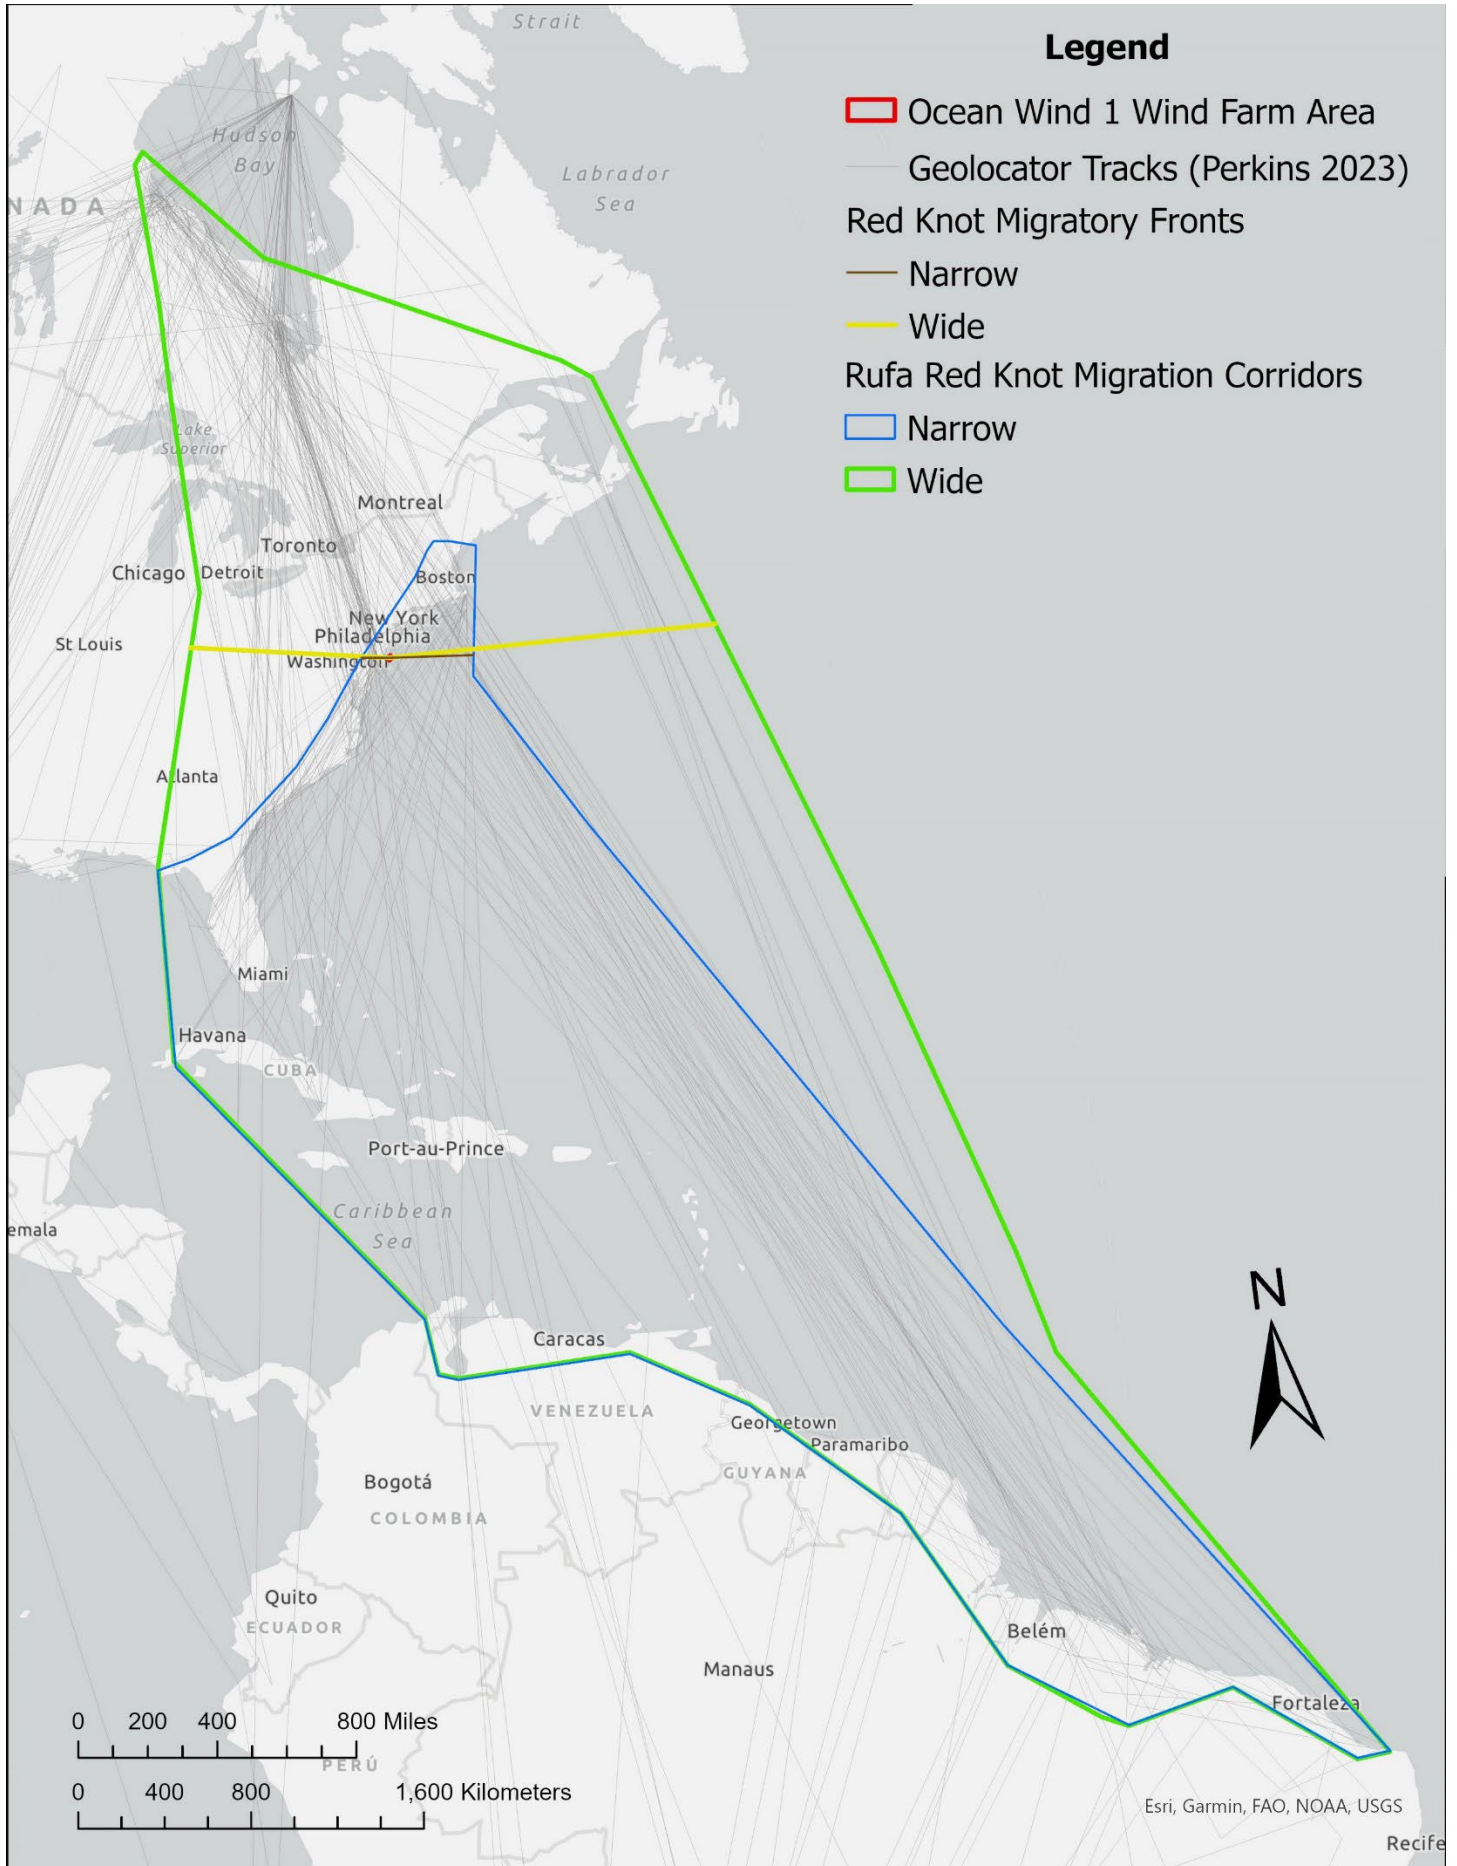 Strait
Legend
Ocean Wind 1 Wind Farm Area
Geolocator Tracks (Perkins 2023)
Red Knot Migratory Fronts
Narrow
Wide
Rufa Red Knot Migration Corridors
Narrow
Wide
Hudson
Bay
Labrador
Sea
NADA
Lake
Superior
Montreal
Toronto
Chicago
Detroit
Boston
New York
Philadelphia
St Louis
Washington
Atlanta
Miami
Havana
CUBA
Port-au-Prince
Caribbean
Sea
emala
N
Caracas
VENEZUELA
Georgetown
Paramaribo
GUYANA
Bogotá
COLOMBIA
Quito
ECUADOR
Belém
Manaus
Fortaleza
0 200 400 800 Miles
PERÚ
0 400 800 1,600 Kilometers
Esri, Garmin, FAO, NOAA, USGS
Recife